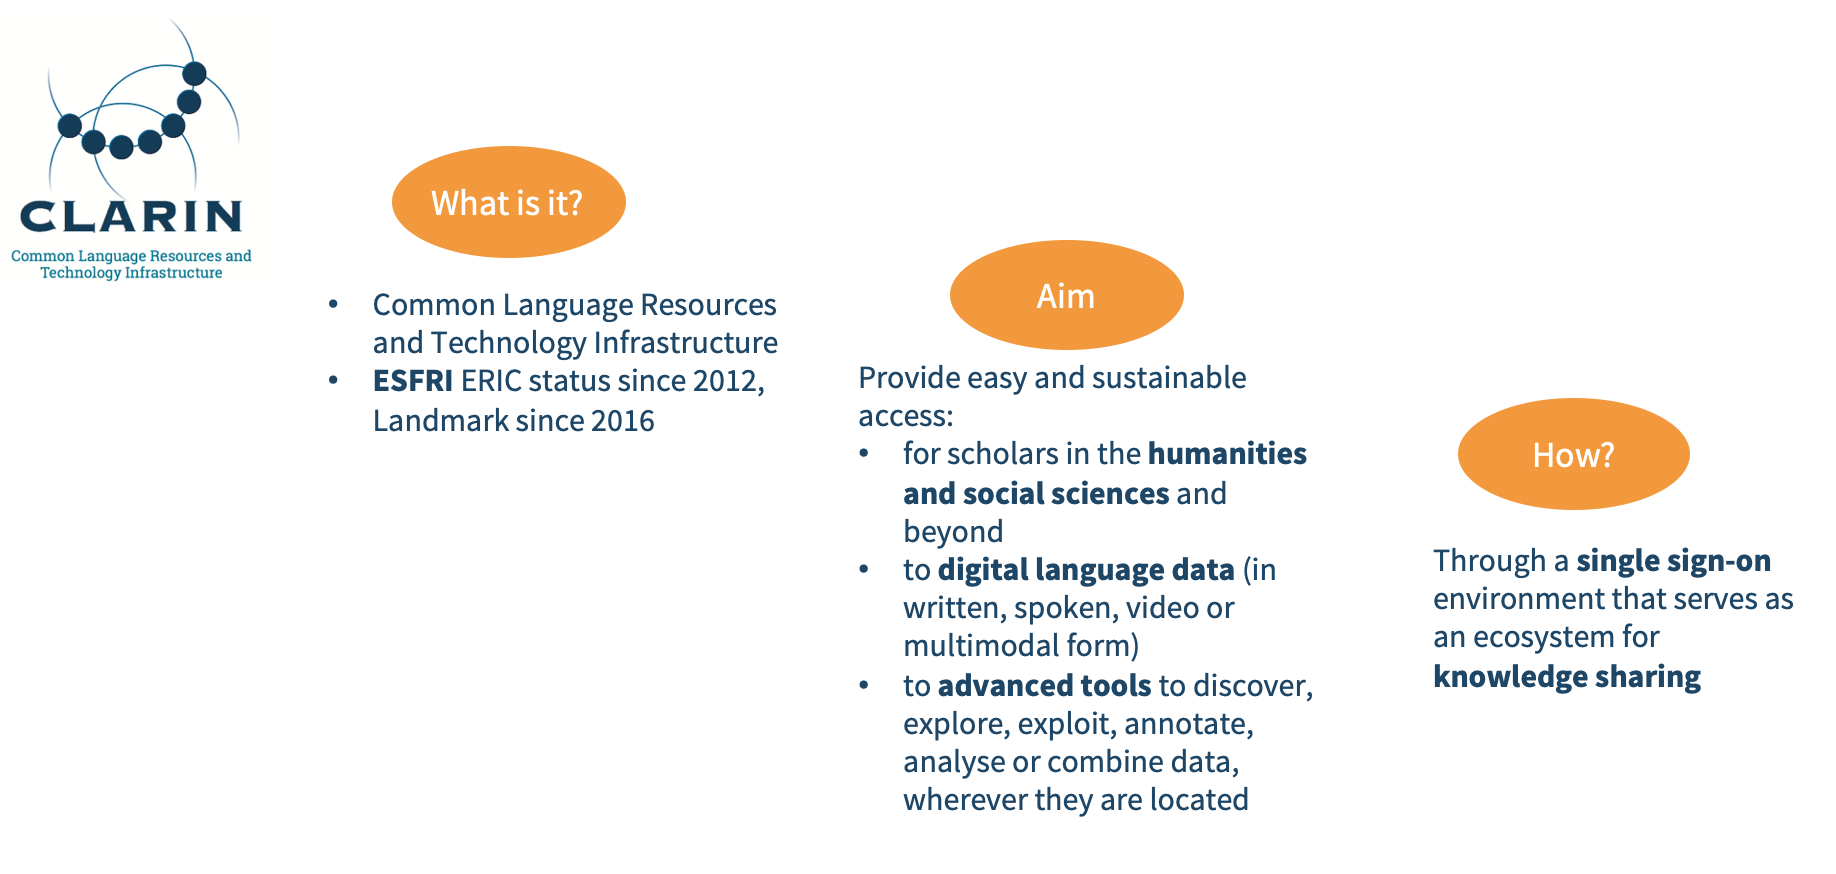 CLARIN
Common Language Resources and
Technology Infrastructure
What is it?
• Common Language Resources
and Technology Infrastructure
• ESFRI ERIC status since 2012,
Landmark since 2016
Aim
Provide easy and sustainable
access:
• for scholars in the humanities
and social sciences and
beyond
• to digital language data (in
written, spoken, video or
multimodal form)
• to advanced tools to discover,
explore, exploit, annotate,
analyse or combine data,
wherever they are located
How?
Through a single sign-on
environment that serves as
an ecosystem for
knowledge sharing